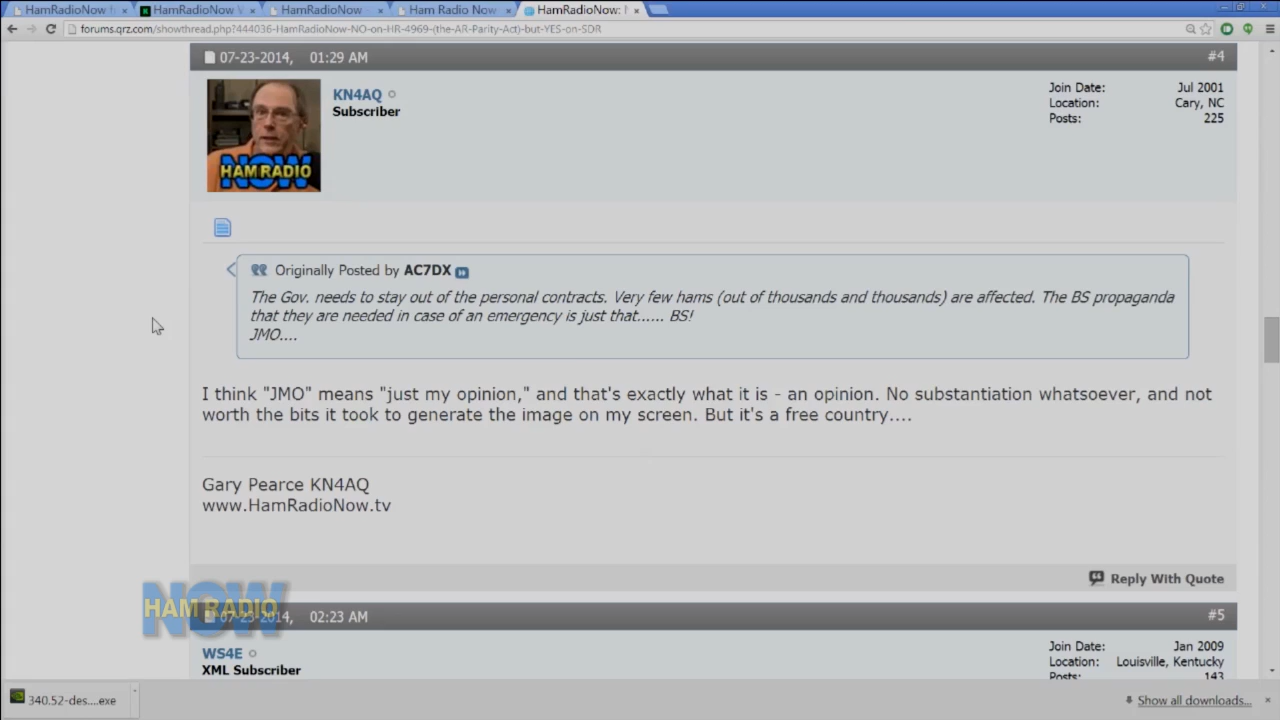 HamRadioNow
HamRadioNow
HamRadioNow
Ham Radio Now
HamRadioNow:
forums.qrz.com/showthread.php?444036-HamRadioNow-NO-on-HR-4969-(the-AR-Parity-Act)-but-YES-on-SDR
07-23-2014, 01:29 AM
#4
KN4AQ
Subscriber
Join Date: Jul 2001
Location: Cary, NC
Posts: 225
HAM RADIO
NOW
Originally Posted by AC7DX
The Gov. needs to stay out of the personal contracts. Very few hams (out of thousands and thousands) are affected. The BS propaganda
that they are needed in case of an emergency is just that...... BS!
JMO....
I think "JMO" means "just my opinion," and that's exactly what it is - an opinion. No substantiation whatsoever, and not
worth the bits it took to generate the image on my screen. But it's a free country....
Gary Pearce KN4AQ
www.HamRadioNow.tv
Reply With Quote
HAM RADIO
NOW
07-23-2014, 02:23 AM
#5
WS4E
XML Subscriber
Join Date: Jan 2009
Location: Louisville, Kentucky
Posts: 143
340.52-des....exe
Show all downloads...